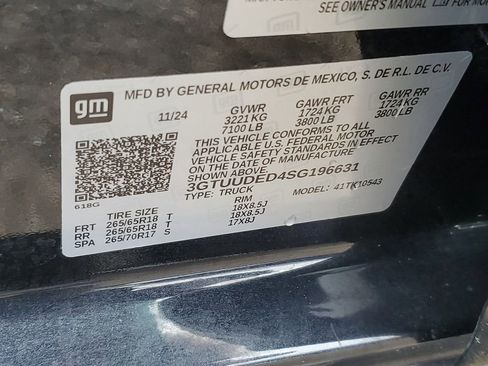 SEE OWNER'S MANUAL
gm
MFD BY GENERAL MOTORS DE MEXICO, S. DE R.L. DE C.V.
11/24 GVWR GAWR FRT GAWR RR
3221 KG 1724 KG 1724 KG
7100 LB 3800 LB 3800 LB
THIS VEHICLE CONFORMS TO ALL
APPLICABLE U.S. FEDERAL MOTOR
VEHICLE SAFETY STANDARDS IN EFFECT
ON THE DATE OF MANUFACTURE
SHOWN ABOVE.
3GTUUDED4SG196631
618G TYPE: TRUCK MODEL: 41TK10543
TIRE SIZE RIM
FRT 265/65R18 T 18X8.5J
RR 265/65R18 T 18X8.5J
SPA 265/70R17 S 17X8J